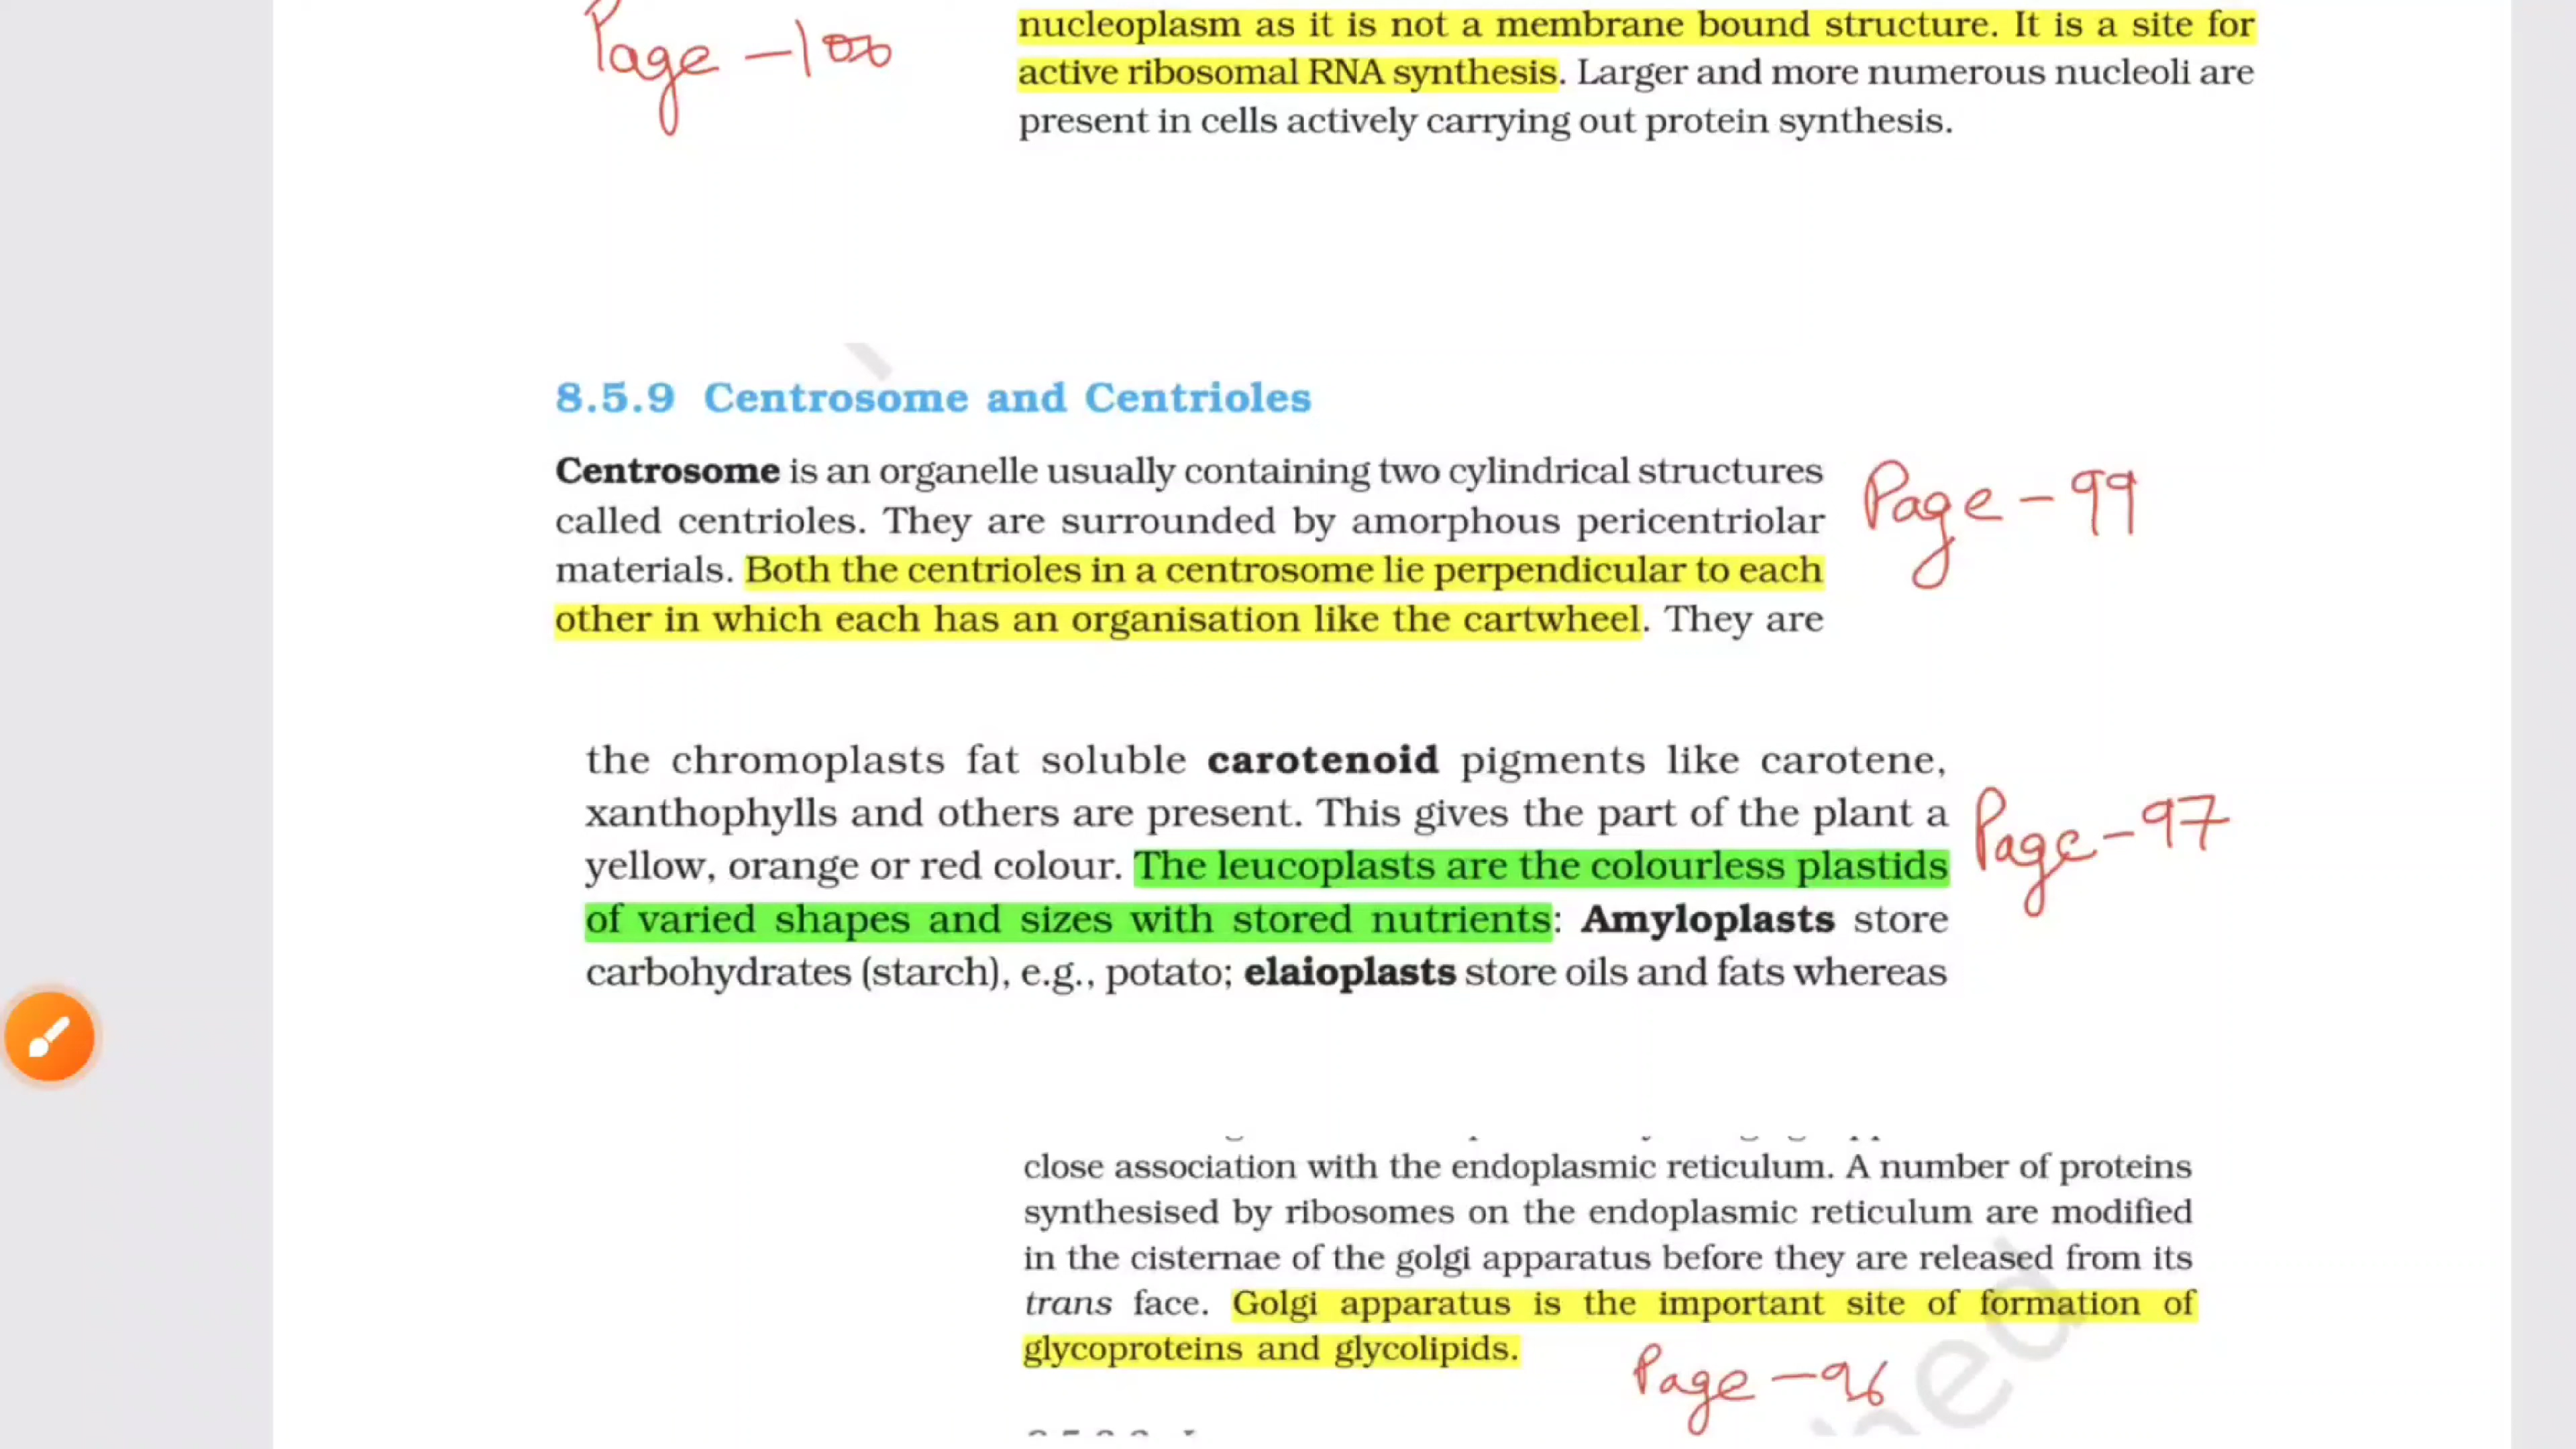 Page - 100
nucleoplasm as it is not a membrane bound structure. It is a site for
active ribosomal RNA synthesis. Larger and more numerous nucleoli are
present in cells actively carrying out protein synthesis.
8.5.9 Centrosome and Centrioles
Centrosome is an organelle usually containing two cylindrical structures
called centrioles. They are surrounded by amorphous pericentriolar
materials. Both the centrioles in a centrosome lie perpendicular to each
other in which each has an organisation like the cartwheel. They are
Page - 99
the chromoplasts fat soluble carotenoid pigments like carotene,
xanthophylls and others are present. This gives the part of the plant a
yellow, orange or red colour. The leucoplasts are the colourless plastids
of varied shapes and sizes with stored nutrients: Amyloplasts store
carbohydrates (starch), e.g., potato; elaioplasts store oils and fats whereas
Page - 97
close association with the endoplasmic reticulum. A number of proteins
synthesised by ribosomes on the endoplasmic reticulum are modified
in the cisternae of the golgi apparatus before they are released from its
trans face. Golgi apparatus is the important site of formation of
glycoproteins and glycolipids.
Page - 96